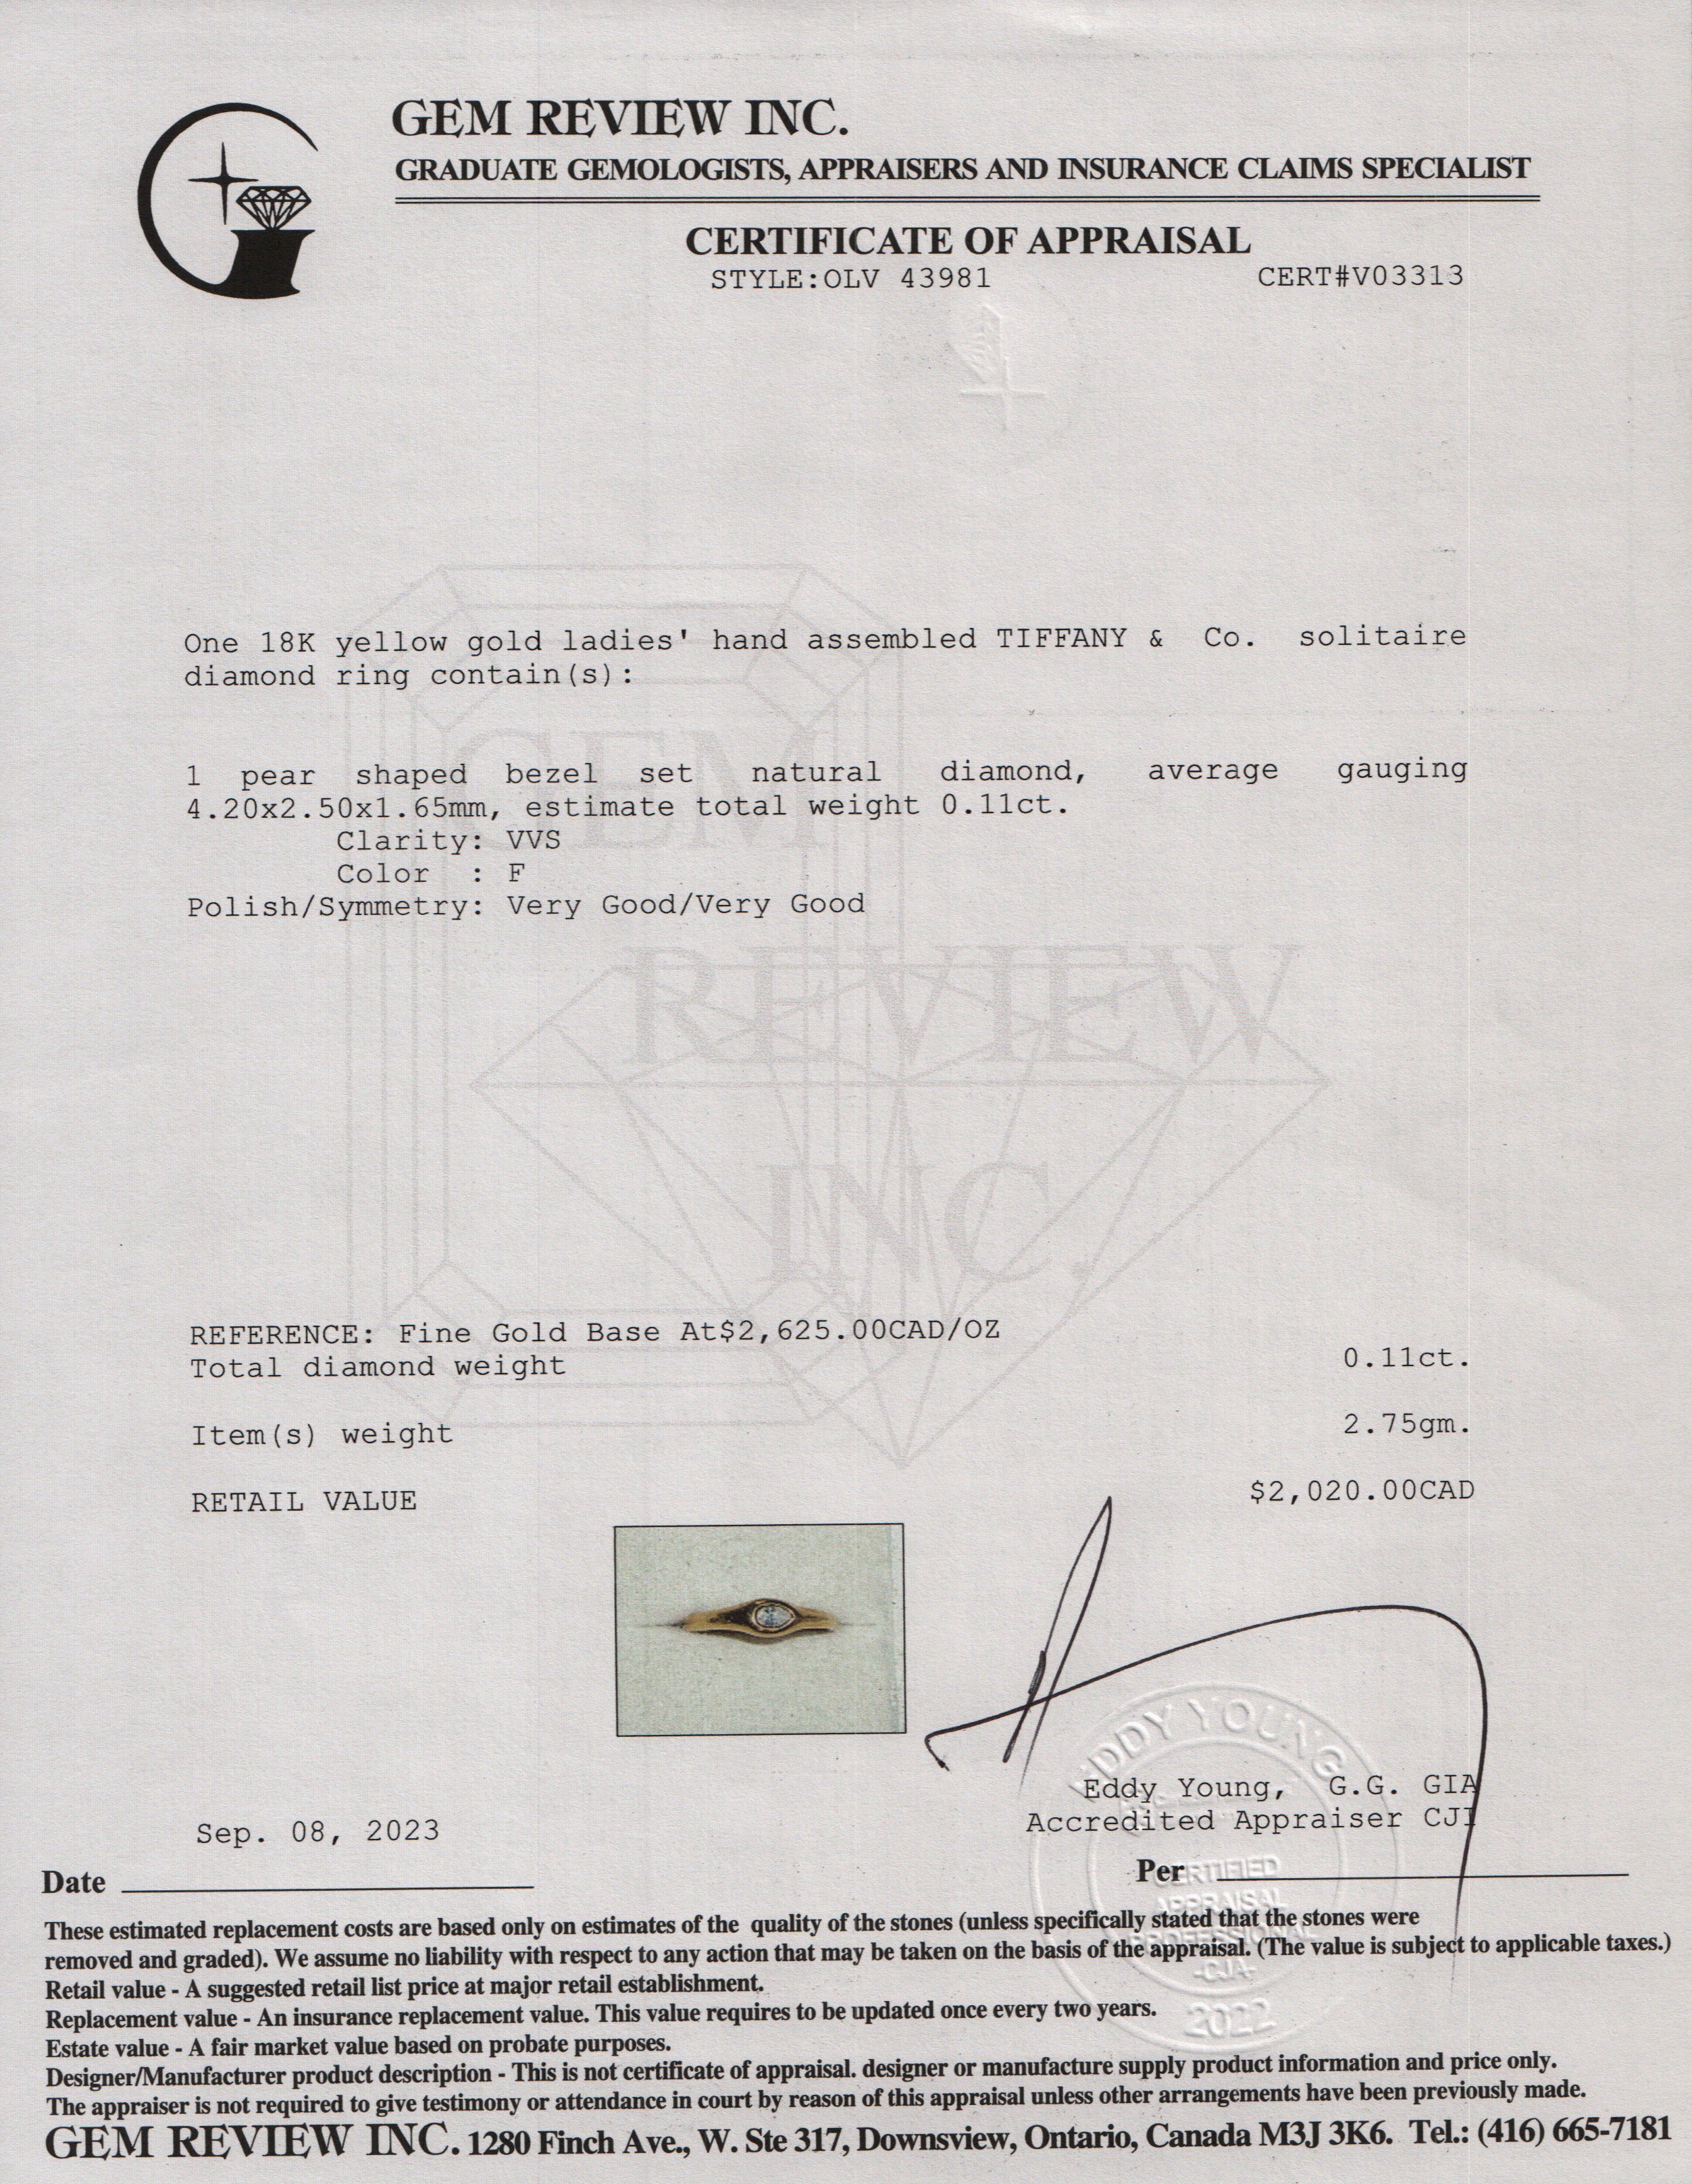 GEM REVIEW INC.
GRADUATE GEMOLOGISTS, APPRAISERS AND INSURANCE CLAIMS SPECIALIST
CERTIFICATE OF APPRAISAL
STYLE:OLV 43981 CERT#V03313
One 18K yellow gold ladies' hand assembled TIFFANY & Co. solitaire
diamond ring contain(s):
1 pear shaped bezel set natural diamond, average gauging
4.20x2.50x1.65mm, estimate total weight 0.11ct.
Clarity: VVS
Color : F
Polish/Symmetry: Very Good/Very Good
GEM
REVIEW
INC.
REFERENCE: Fine Gold Base At$2,625.00CAD/OZ
Total diamond weight 0.11ct.
Item(s) weight 2.75gm.
RETAIL VALUE $2,020.00CAD
EDDY YOUNG
Eddy Young, G.G. GIA
Accredited Appraiser CJI
Sep. 08, 2023
Date
Per
CERTIFIED
APPRAISAL
PROFESSIONAL
-CJA-
2022
These estimated replacement costs are based only on estimates of the quality of the stones (unless specifically stated that the stones were
removed and graded). We assume no liability with respect to any action that may be taken on the basis of the appraisal. (The value is subject to applicable taxes.)
Retail value - A suggested retail list price at major retail establishment.
Replacement value - An insurance replacement value. This value requires to be updated once every two years.
Estate value - A fair market value based on probate purposes.
Designer/Manufacturer product description - This is not certificate of appraisal. designer or manufacture supply product information and price only.
The appraiser is not required to give testimony or attendance in court by reason of this appraisal unless other arrangements have been previously made.
GEM REVIEW INC. 1280 Finch Ave., W. Ste 317, Downsview, Ontario, Canada M3J 3K6. Tel.: (416) 665-7181